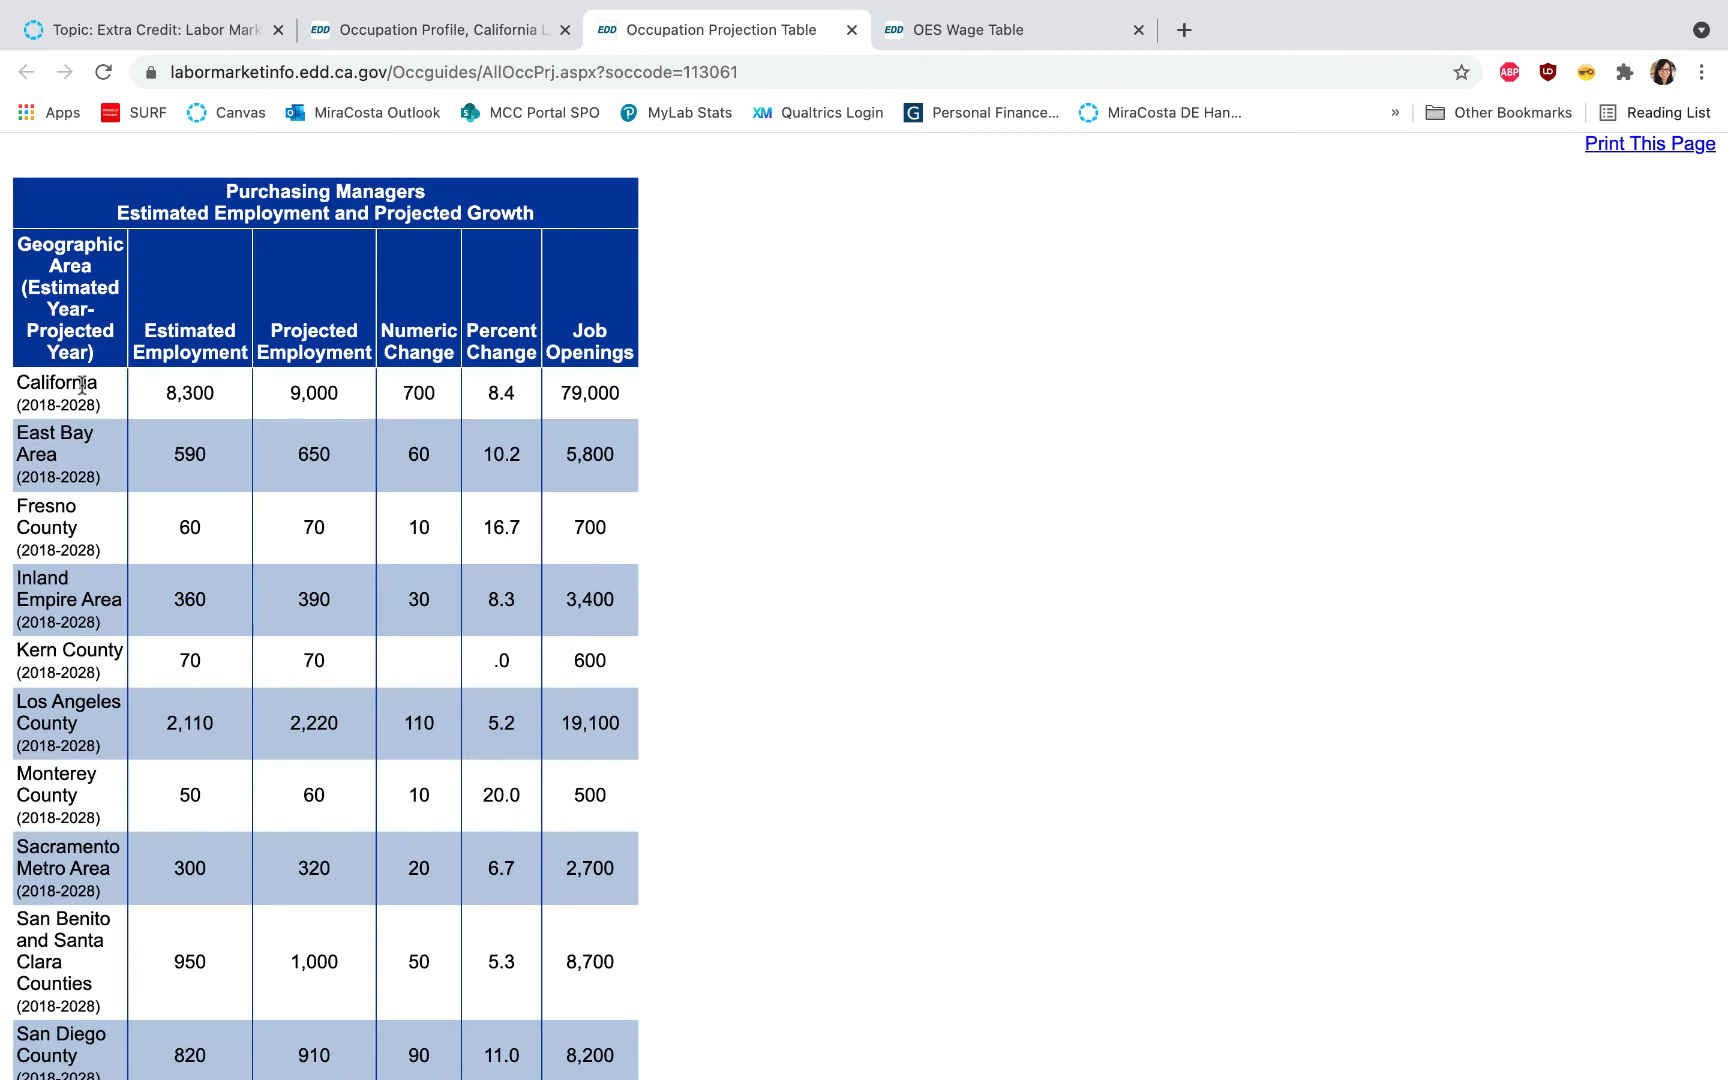 Topic: Extra Credit: Labor Mark
EDD Occupation Profile, California L
EDD Occupation Projection Table
EDD OES Wage Table
labormarketinfo.edd.ca.gov/Occguides/AllOccPrj.aspx?soccode=113061
ABP
Apps
SURF
Canvas
MiraCosta Outlook
MCC Portal SPO
MyLab Stats
XM Qualtrics Login
G Personal Finance...
MiraCosta DE Han...
»
Other Bookmarks
Reading List
Print This Page
Purchasing Managers
Estimated Employment and Projected Growth
Geographic
Area
(Estimated
Year-
Projected
Year)
Estimated
Employment
Projected
Employment
Numeric
Change
Percent
Change
Job
Openings
California
(2018-2028)
8,300 9,000 700 8.4 79,000
East Bay
Area
(2018-2028)
590 650 60 10.2 5,800
Fresno
County
(2018-2028)
60 70 10 16.7 700
Inland
Empire Area
(2018-2028)
360 390 30 8.3 3,400
Kern County
(2018-2028)
70 70 .0 600
Los Angeles
County
(2018-2028)
2,110 2,220 110 5.2 19,100
Monterey
County
(2018-2028)
50 60 10 20.0 500
Sacramento
Metro Area
(2018-2028)
300 320 20 6.7 2,700
San Benito
and Santa
Clara
Counties
(2018-2028)
950 1,000 50 5.3 8,700
San Diego
County
(2018-2028)
820 910 90 11.0 8,200